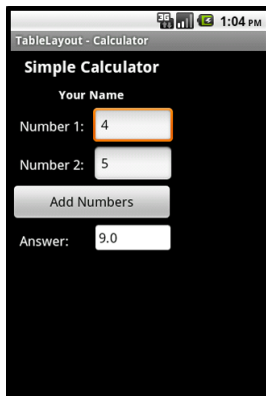 3G 1:04 PM
TableLayout - Calculator
Simple Calculator
Your Name
Number 1: 4
Number 2: 5
Add Numbers
Answer: 9.0